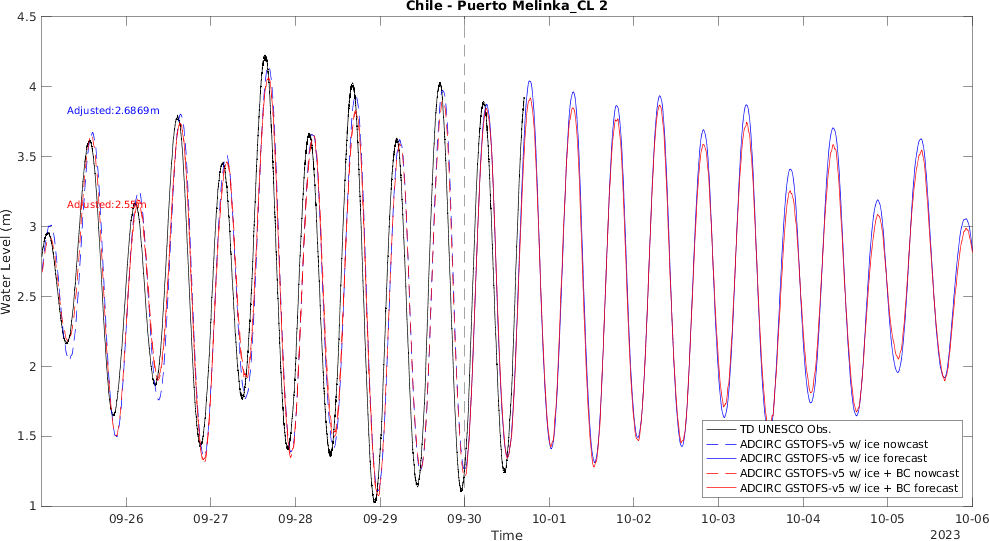 Chile - Puerto Melinka_CL 2
4.5
4
3.5
3
2.5
2
1.5
1
Water Level (m)
Adjusted:2.6869m
TD UNESCO Obs.
ADCIRC GSTOFS-v5 w/ ice nowcast
ADCIRC GSTOFS-v5 w/ ice forecast
ADCIRC GSTOFS-v5 w/ ice + BC nowcast
ADCIRC GSTOFS-v5 w/ ice + BC forecast
09-26 09-27 09-28 09-29 09-30 10-01 10-02 10-03 10-04 10-05 10-06
Time
2023